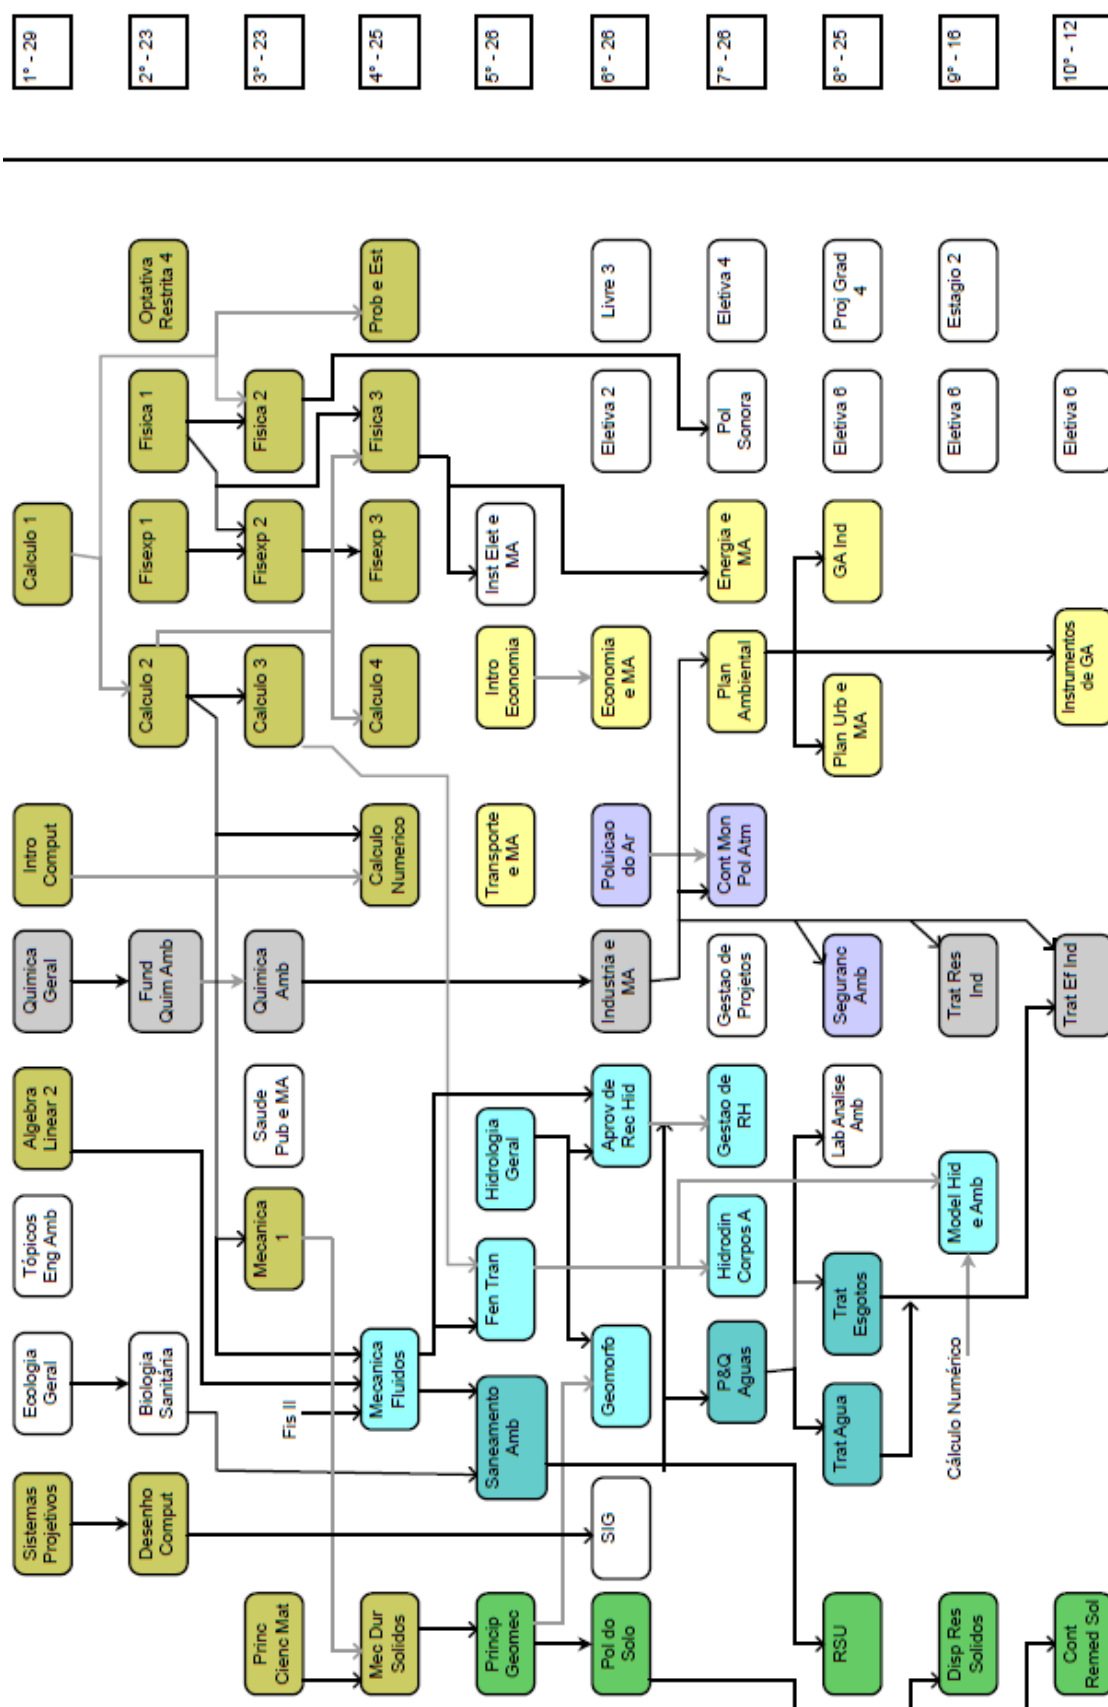 Sistemas
Projetivos
Ecologia
Geral
Tópicos
Eng Amb
Algebra
Linear 2
Quimica
Geral
Intro
Comput
Calculo 1
1° - 29
Desenho
Comput
Biologia
Sanitária
Fund
Quim Amb
Calculo 2
Fisexp 1
Fisica 1
Optativa
Restrita 4
2° - 23
Princ
Cienc Mat
Mecanica
1
Saude
Pub e MA
Quimica
Amb
Calculo 3
Fisexp 2
Fisica 2
3° - 23
Fis II
Mec Dur
Solidos
Mecanica
Fluidos
Calculo
Numerico
Calculo 4
Fisexp 3
Fisica 3
Prob e Est
4° - 25
Princip
Geomec
Saneamento
Amb
Fen Tran
Hidrologia
Geral
Transporte
e MA
Intro
Economia
Inst Elet e
MA
5° - 26
Pol do
Solo
SIG
Geomorfo
Aprov de
Rec Hid
Industria e
MA
Poluicao
do Ar
Economia
e MA
Eletiva 2
Livre 3
6° - 26
P&Q
Aguas
Hidrodin
Corpos A
Gestao de
RH
Gestao de
Projetos
Cont Mon
Pol Atm
Plan
Ambiental
Energia e
MA
Pol
Sonora
Eletiva 4
7° - 26
RSU
Trat Agua
Trat
Esgotos
Lab Analise
Amb
Seguranc
Amb
Plan Urb e
MA
GA Ind
Eletiva 6
Proj Grad
4
8° - 25
Disp Res
Solidos
Cálculo Numérico
Model Hid
e Amb
Trat Res
Ind
Eletiva 6
Estagio 2
9° - 16
Cont
Remed Sol
Trat Ef Ind
Instrumentos
de GA
Eletiva 6
10° - 12